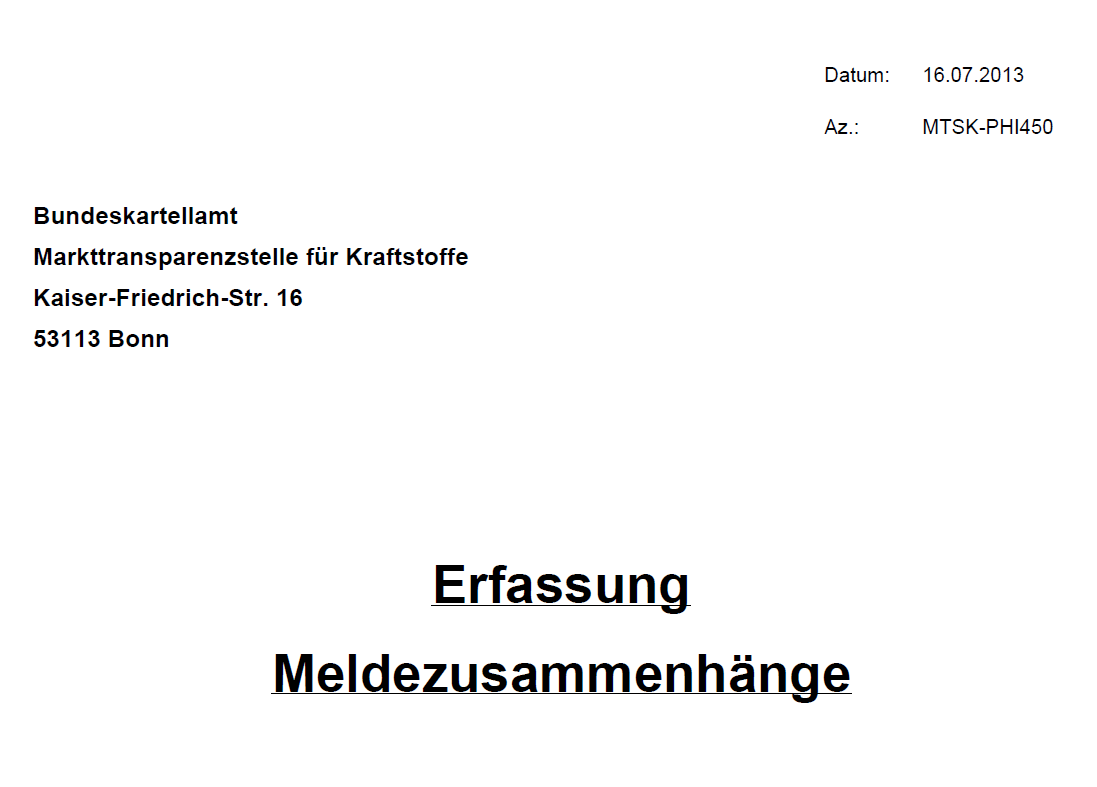 Datum: 16.07.2013
Az.: MTSK-PHI450
Bundeskartellamt
Markttransparenzstelle für Kraftstoffe
Kaiser-Friedrich-Str. 16
53113 Bonn
Erfassung
Meldezusammenhänge